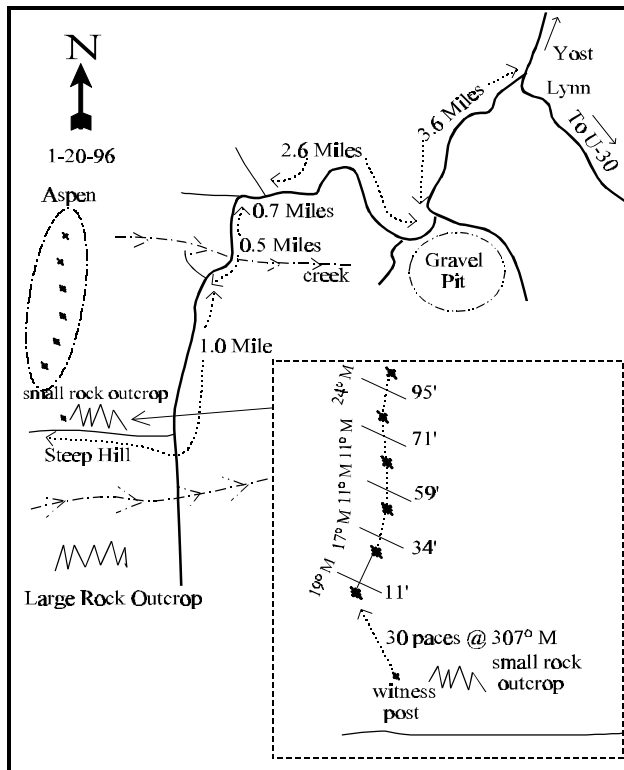 N
1-20-96
Aspen
Yost
Lynn
To U-30
3.6 Miles
2.6 Miles
0.7 Miles
0.5 Miles
creek
Gravel
Pit
1.0 Mile
small rock outcrop
Steep Hill
Large Rock Outcrop
24° M
95'
11° M
71'
11° M
59'
17° M
34'
19° M
11'
30 paces @ 307° M
small rock
outcrop
witness
post